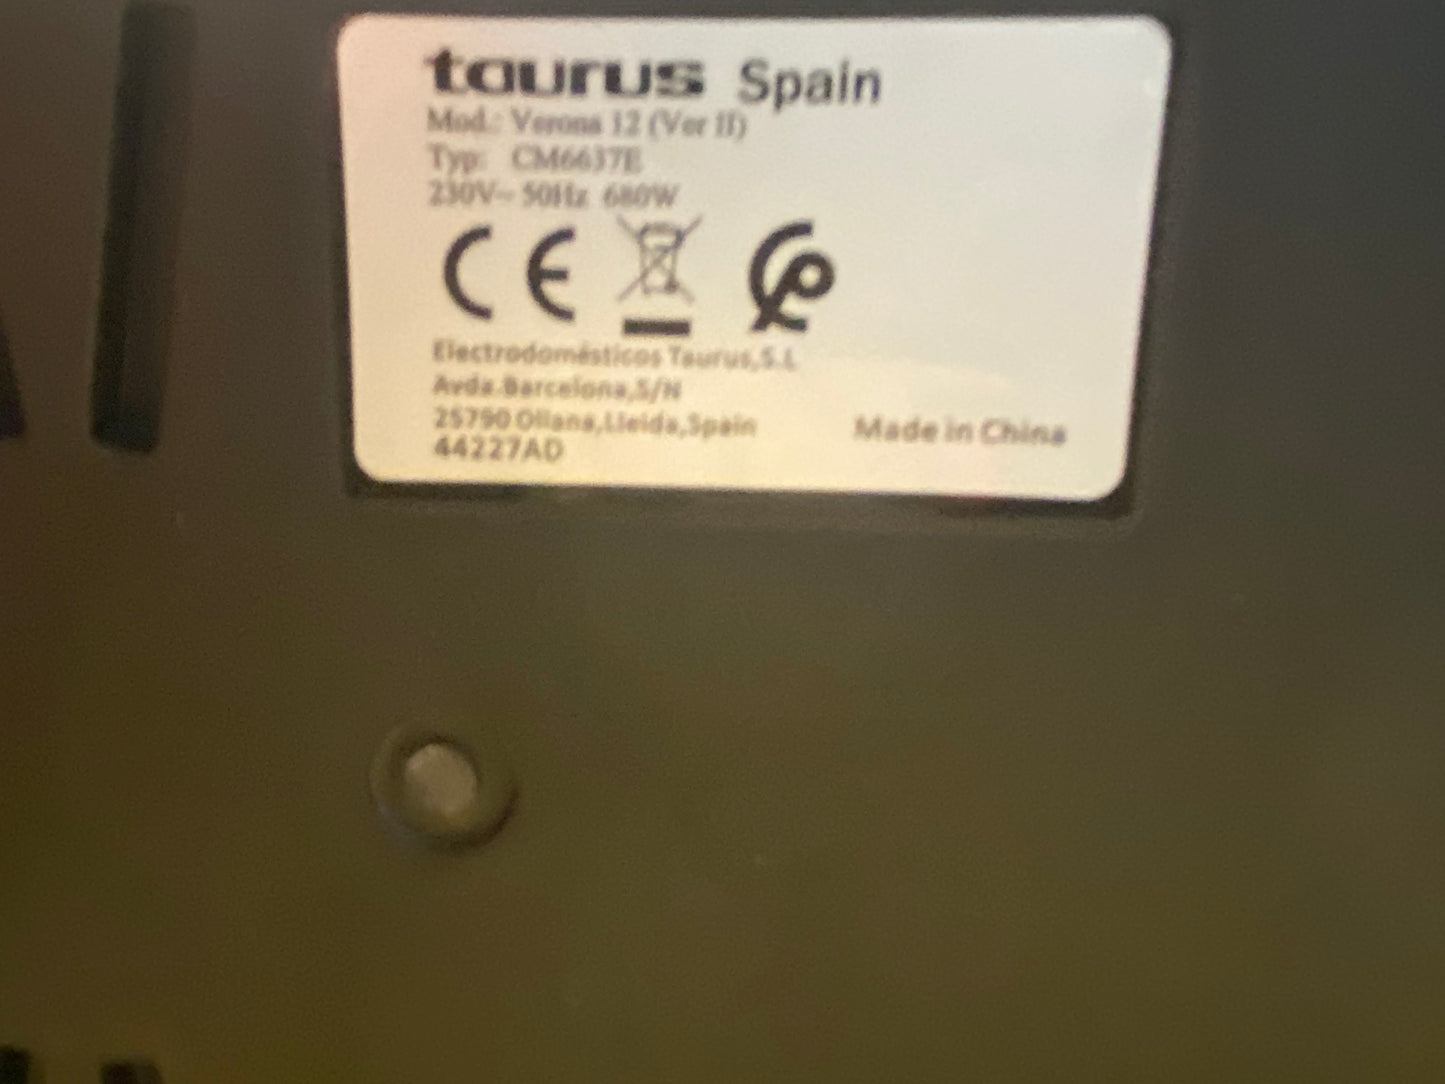 taurus Spain
Mod.: Verona 12 (Ver II)
Typ: CM6637E
230V~ 50Hz 680W
CE
Electrodomésticos Taurus,S.L
Avda.Barcelona,S/N
25790 Oliana,Lleida,Spain
Made in China
44227AD